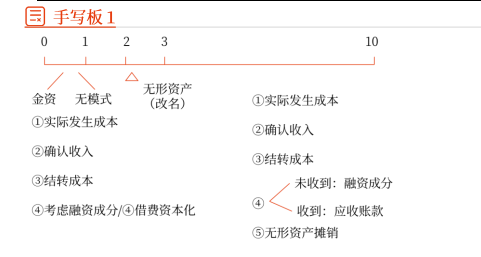 手写板 1
0 1 2 3 10
金资 无模式
无形资产
（改名）
①实际发生成本
②确认收入
③结转成本
④考虑融资成分/④借费资本化
①实际发生成本
②确认收入
③结转成本
④
未收到：融资成分
收到：应收账款
⑤无形资产摊销